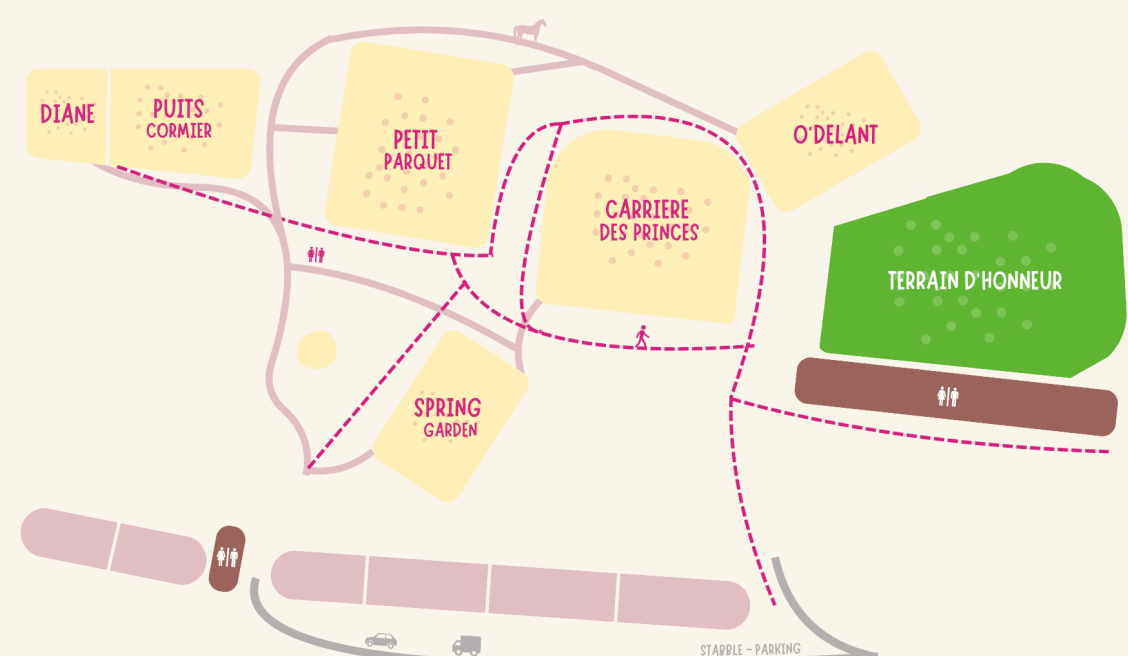 DIANE
PUITS
CORMIER
PETIT
PARQUET
O'DELANT
CARRIERE
DES PRINCES
TERRAIN D'HONNEUR
SPRING
GARDEN
STABBLE - PARKING